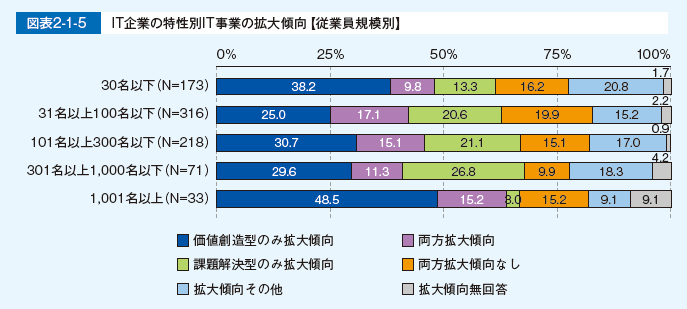 図表2-1-5 IT企業の特性別IT事業の拡大傾向【従業員規模別】
0% 25% 50% 75% 100%
30名以下(N=173) 38.2 9.8 13.3 16.2 20.8 1.7
31名以上100名以下(N=316) 25.0 17.1 20.6 19.9 15.2 2.2
101名以上300名以下(N=218) 30.7 15.1 21.1 15.1 17.0 0.9
301名以上1,000名以下(N=71) 29.6 11.3 26.8 9.9 18.3 4.2
1,001名以上(N=33) 48.5 15.2 3.0 15.2 9.1 9.1
価値創造型のみ拡大傾向 両方拡大傾向
課題解決型のみ拡大傾向 両方拡大傾向なし
拡大傾向その他 拡大傾向無回答